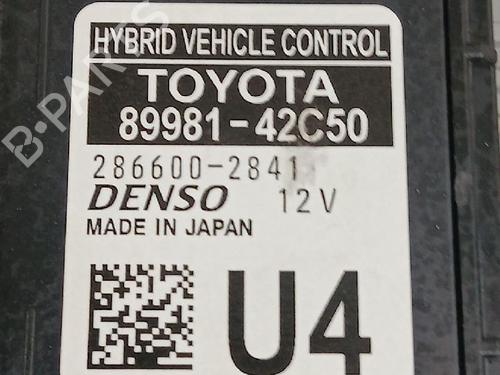 HYBRID VEHICLE CONTROL
TOYOTA
89981-42C50
286600-2841
DENSO 12V
MADE IN JAPAN
U4
B-PARTS